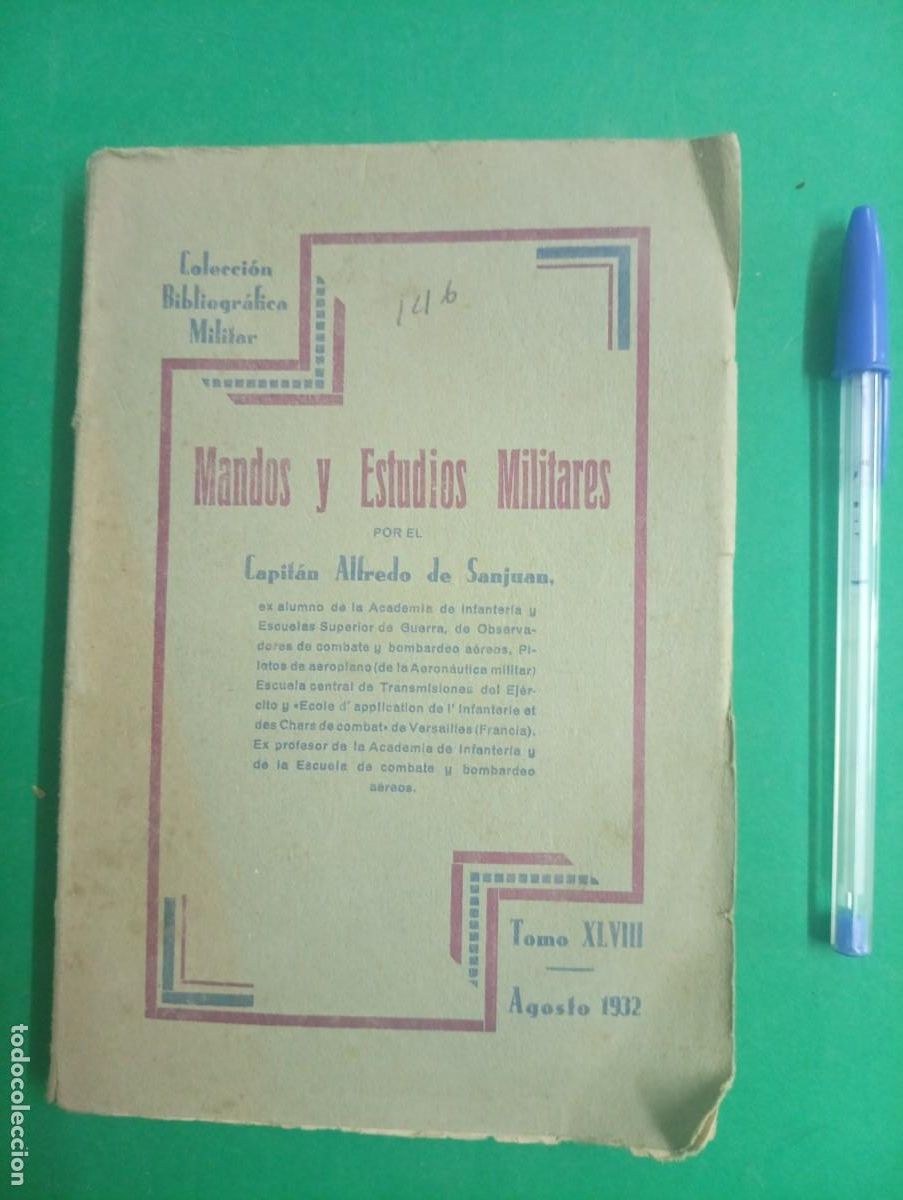 Colección
Bibliográfica
Militar
146
Mandos y Estudios Militares
POR EL
Capitán Alfredo de Sanjuan,
ex alumno de la Academia de Infantería y
Escuelas Superior de Guerra, de Observa-
dores de combate y bombardeo aéreos, Pi-
lotos de aeroplano (de la Aeronáutica militar)
Escuela central de Transmisiones del Ejér-
cito y «Ecole d' application de l' Infanterie et
des Chars de combat» de Versailles (Francia).
Ex profesor de la Academia de Infantería y
de la Escuela de combate y bombardeo
aéreos.
Tomo XLVIII
Agosto 1932
todocoleccion